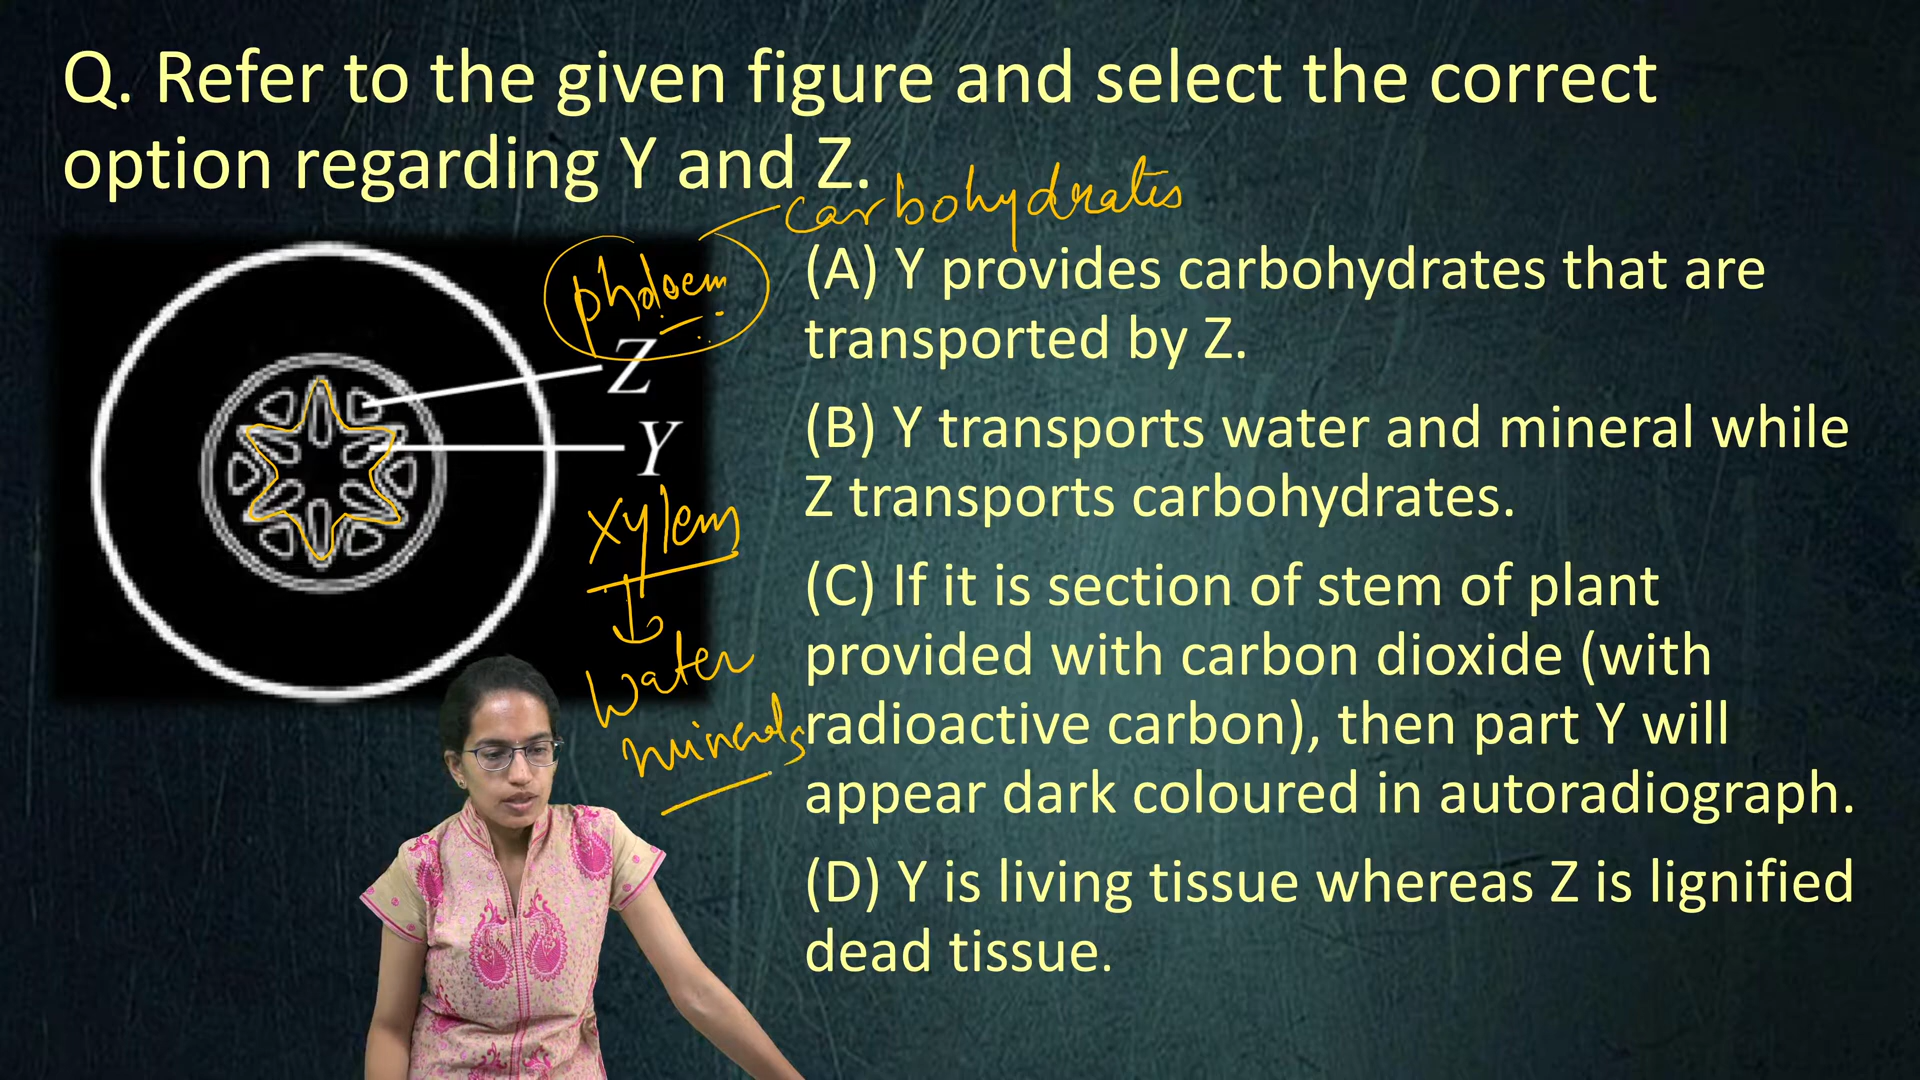 Q. Refer to the given figure and select the correct
option regarding Y and Z.
carbohydrates
phloem
Z
Y
xylem
water
minerals
(A) Y provides carbohydrates that are
transported by Z.
(B) Y transports water and mineral while
Z transports carbohydrates.
(C) If it is section of stem of plant
provided with carbon dioxide (with
radioactive carbon), then part Y will
appear dark coloured in autoradiograph.
(D) Y is living tissue whereas Z is lignified
dead tissue.